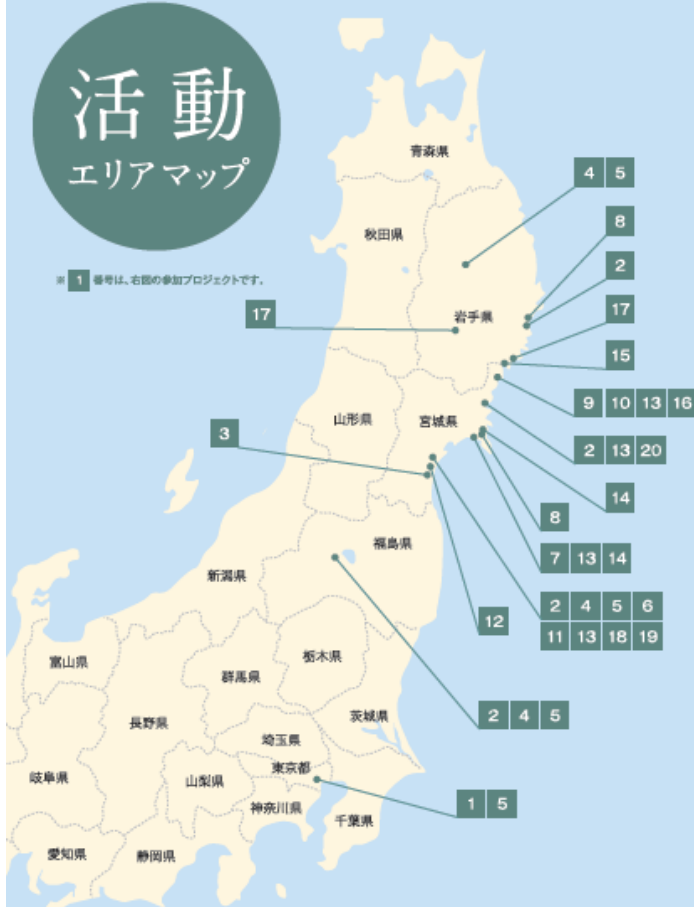 活動
エリアマップ
※ 1 番号は、右図の参加プロジェクトです。
青森県
4 5
秋田県
8
2
17
岩手県
17
15
9 10 13 16
山形県
宮城県
3
2 13 20
14
8
福島県
7 13 14
新潟県
2 4 5 6
11 13 18 19
12
栃木県
富山県
群馬県
2 4 5
茨城県
長野県
埼玉県
東京都
岐阜県
山梨県
1 5
神奈川県
千葉県
愛知県
静岡県